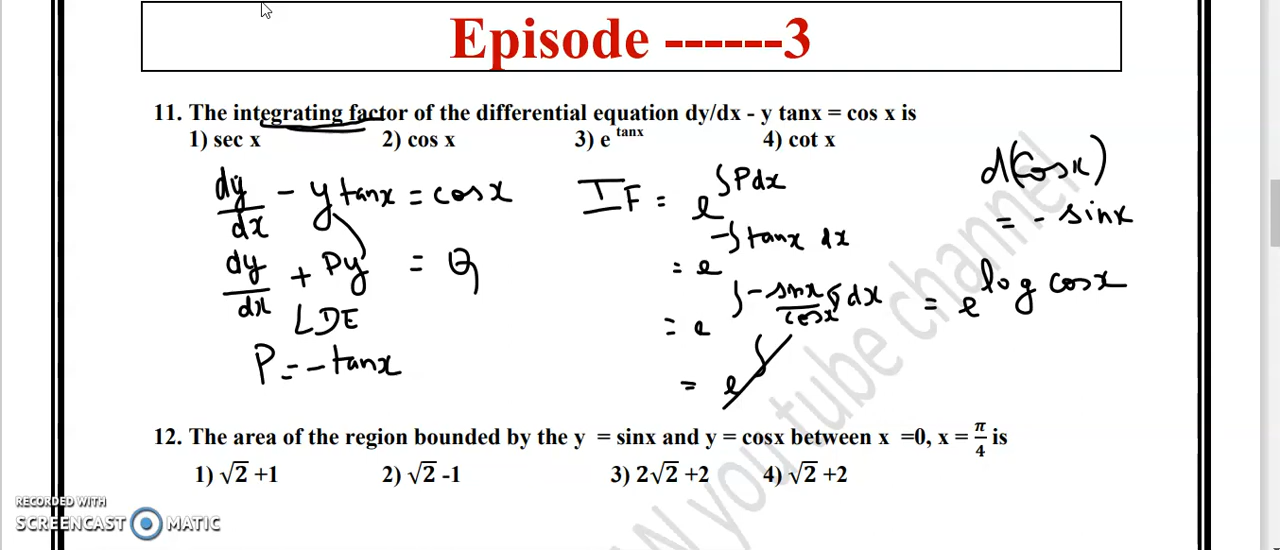 Episode ------3
11. The integrating factor of the differential equation dy/dx - y tanx = cos x is
1) sec x 2) cos x 3) e^tanx 4) cot x
dy/dx - y tanx = cosx
dy/dx + Py = Q
LDE
P = - tanx
IF = e^∫Pdx
= e^-∫tanx dx
= e^∫-sinx/cosx dx
= e^∫
d(cosx)
= - sinx
= e^log cosx
12. The area of the region bounded by the y = sinx and y = cosx between x =0, x = π/4 is
1) √2 +1 2) √2 -1 3) 2√2 +2 4) √2 +2
RECORDED WITH
SCREENCAST MATIC
W you tube channel